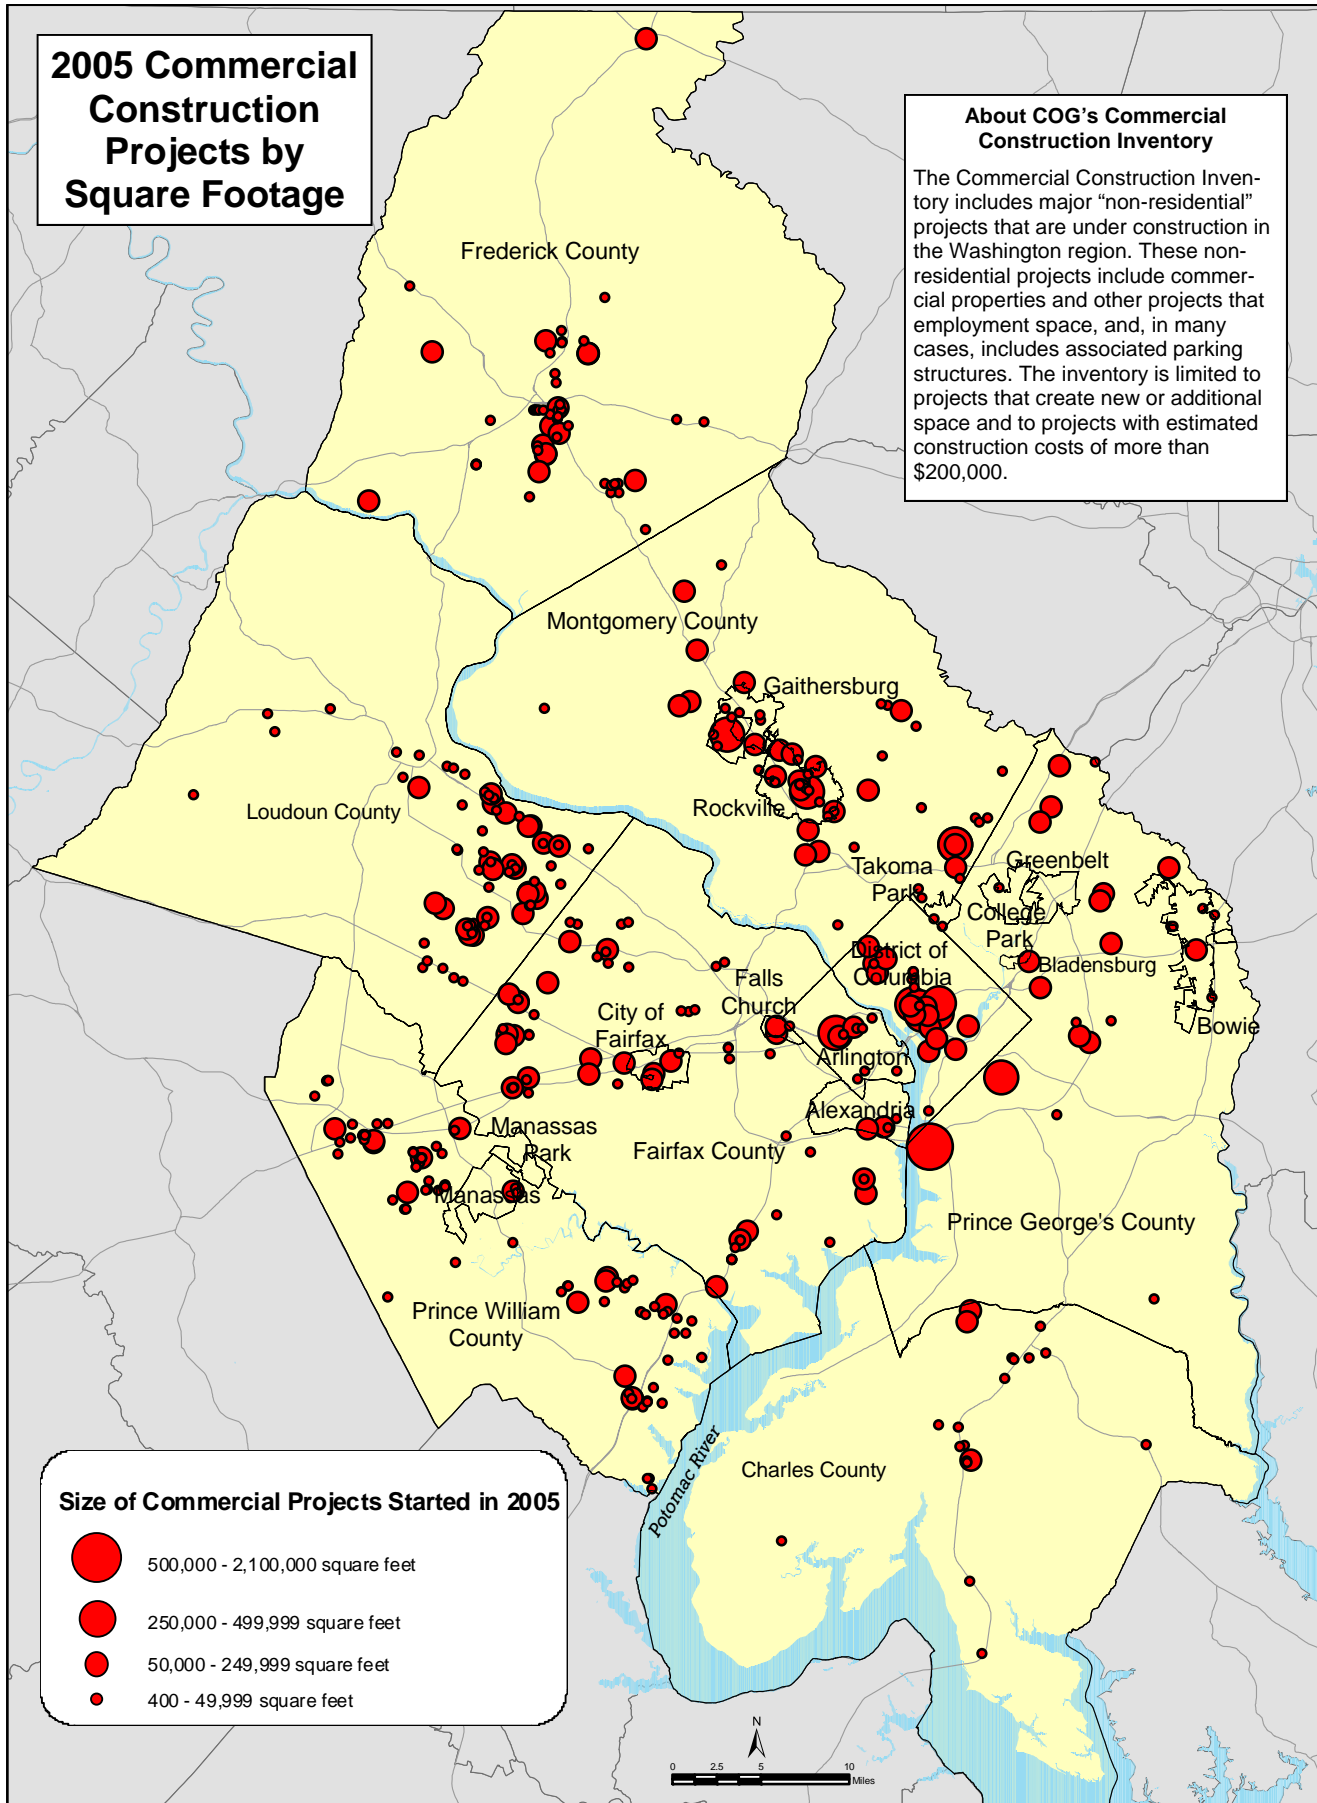 2005 Commercial
Construction
Projects by
Square Footage
About COG's Commercial
Construction Inventory
The Commercial Construction Inven-
tory includes major “non-residential”
projects that are under construction in
the Washington region. These non-
residential projects include commer-
cial properties and other projects that
employment space, and, in many
cases, includes associated parking
structures. The inventory is limited to
projects that create new or additional
space and to projects with estimated
construction costs of more than
$200,000.
Frederick County
Montgomery County
Gaithersburg
Rockville
Loudoun County
Takoma
Park
Greenbelt
College
Park
District of
Columbia
Bladensburg
Falls
Church
City of
Fairfax
Bowie
Arlington
Alexandria
Manassas
Park
Fairfax County
Manassas
Prince George's County
Prince William
County
Potomac River
Charles County
Size of Commercial Projects Started in 2005
500,000 - 2,100,000 square feet
250,000 - 499,999 square feet
50,000 - 249,999 square feet
400 - 49,999 square feet
N
0 2.5 5 10
Miles